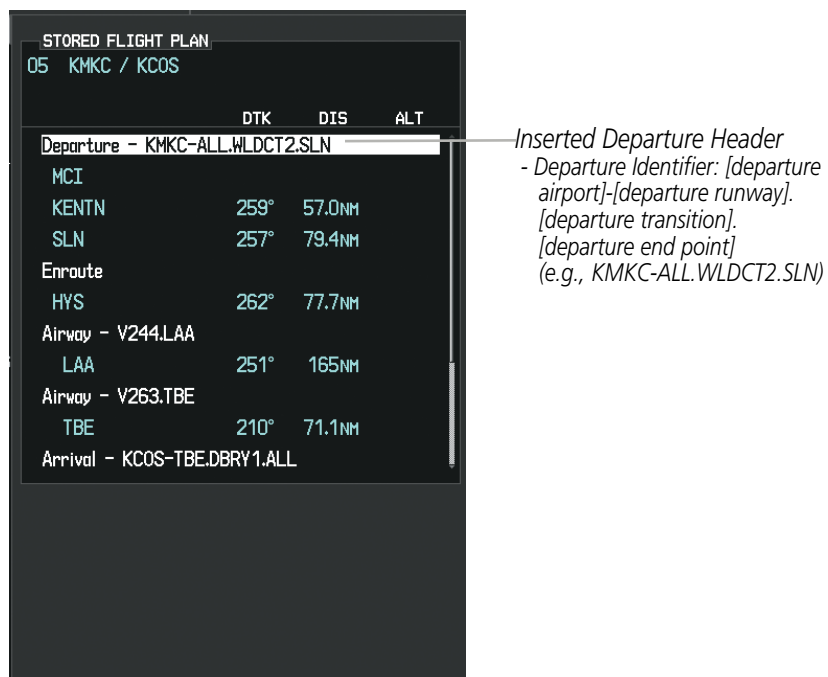 STORED FLIGHT PLAN
05 KMKC / KCOS
DTK DIS ALT
Departure - KMKC-ALL.WLDCT2.SLN
MCI
KENTN 259° 57.0NM
SLN 257° 79.4NM
Enroute
HYS 262° 77.7NM
Airway - V244.LAA
LAA 251° 165NM
Airway - V263.TBE
TBE 210° 71.1NM
Arrival - KCOS-TBE.DBRY1.ALL
Inserted Departure Header
- Departure Identifier: [departure
airport]-[departure runway].
[departure transition].
[departure end point]
(e.g., KMKC-ALL.WLDCT2.SLN)